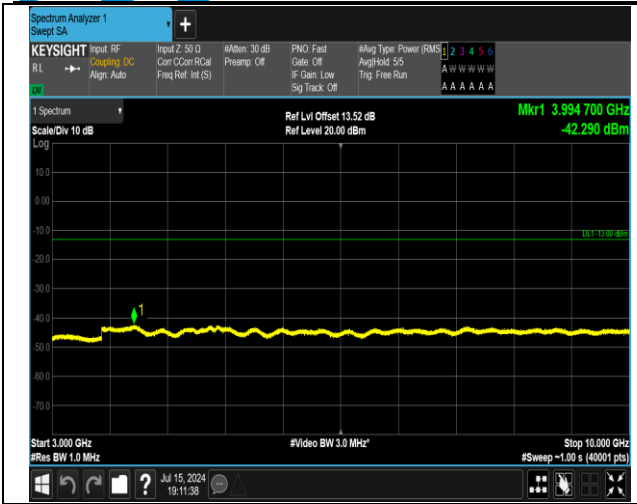 Spectrum Analyzer 1
Swept SA
+
KEYSIGHT
RL
LXI
Input: RF
Coupling: DC
Align: Auto
Input Z: 50 Ω
Corr CCorr RCal
Freq Ref: Int (S)
#Atten: 30 dB
Preamp: Off
PNO: Fast
Gate: Off
IF Gain: Low
Sig Track: Off
#Avg Type: Power (RMS
Avg|Hold: 5/5
Trig: Free Run
1 2 3 4 5 6
A W W W W W
A A A A A A
1 Spectrum
Scale/Div 10 dB
Log
Ref Lvl Offset 13.52 dB
Ref Level 20.00 dBm
Mkr1 3.994 700 GHz
-42.290 dBm
10.0
0.00
-10.0
DL1 -13.00 dBm
-20.0
-30.0
-40.0
1
-50.0
-60.0
-70.0
Start 3.000 GHz
#Res BW 1.0 MHz
#Video BW 3.0 MHz*
Stop 10.000 GHz
#Sweep ~1.00 s (40001 pts)
?
Jul 15, 2024
19:11:38